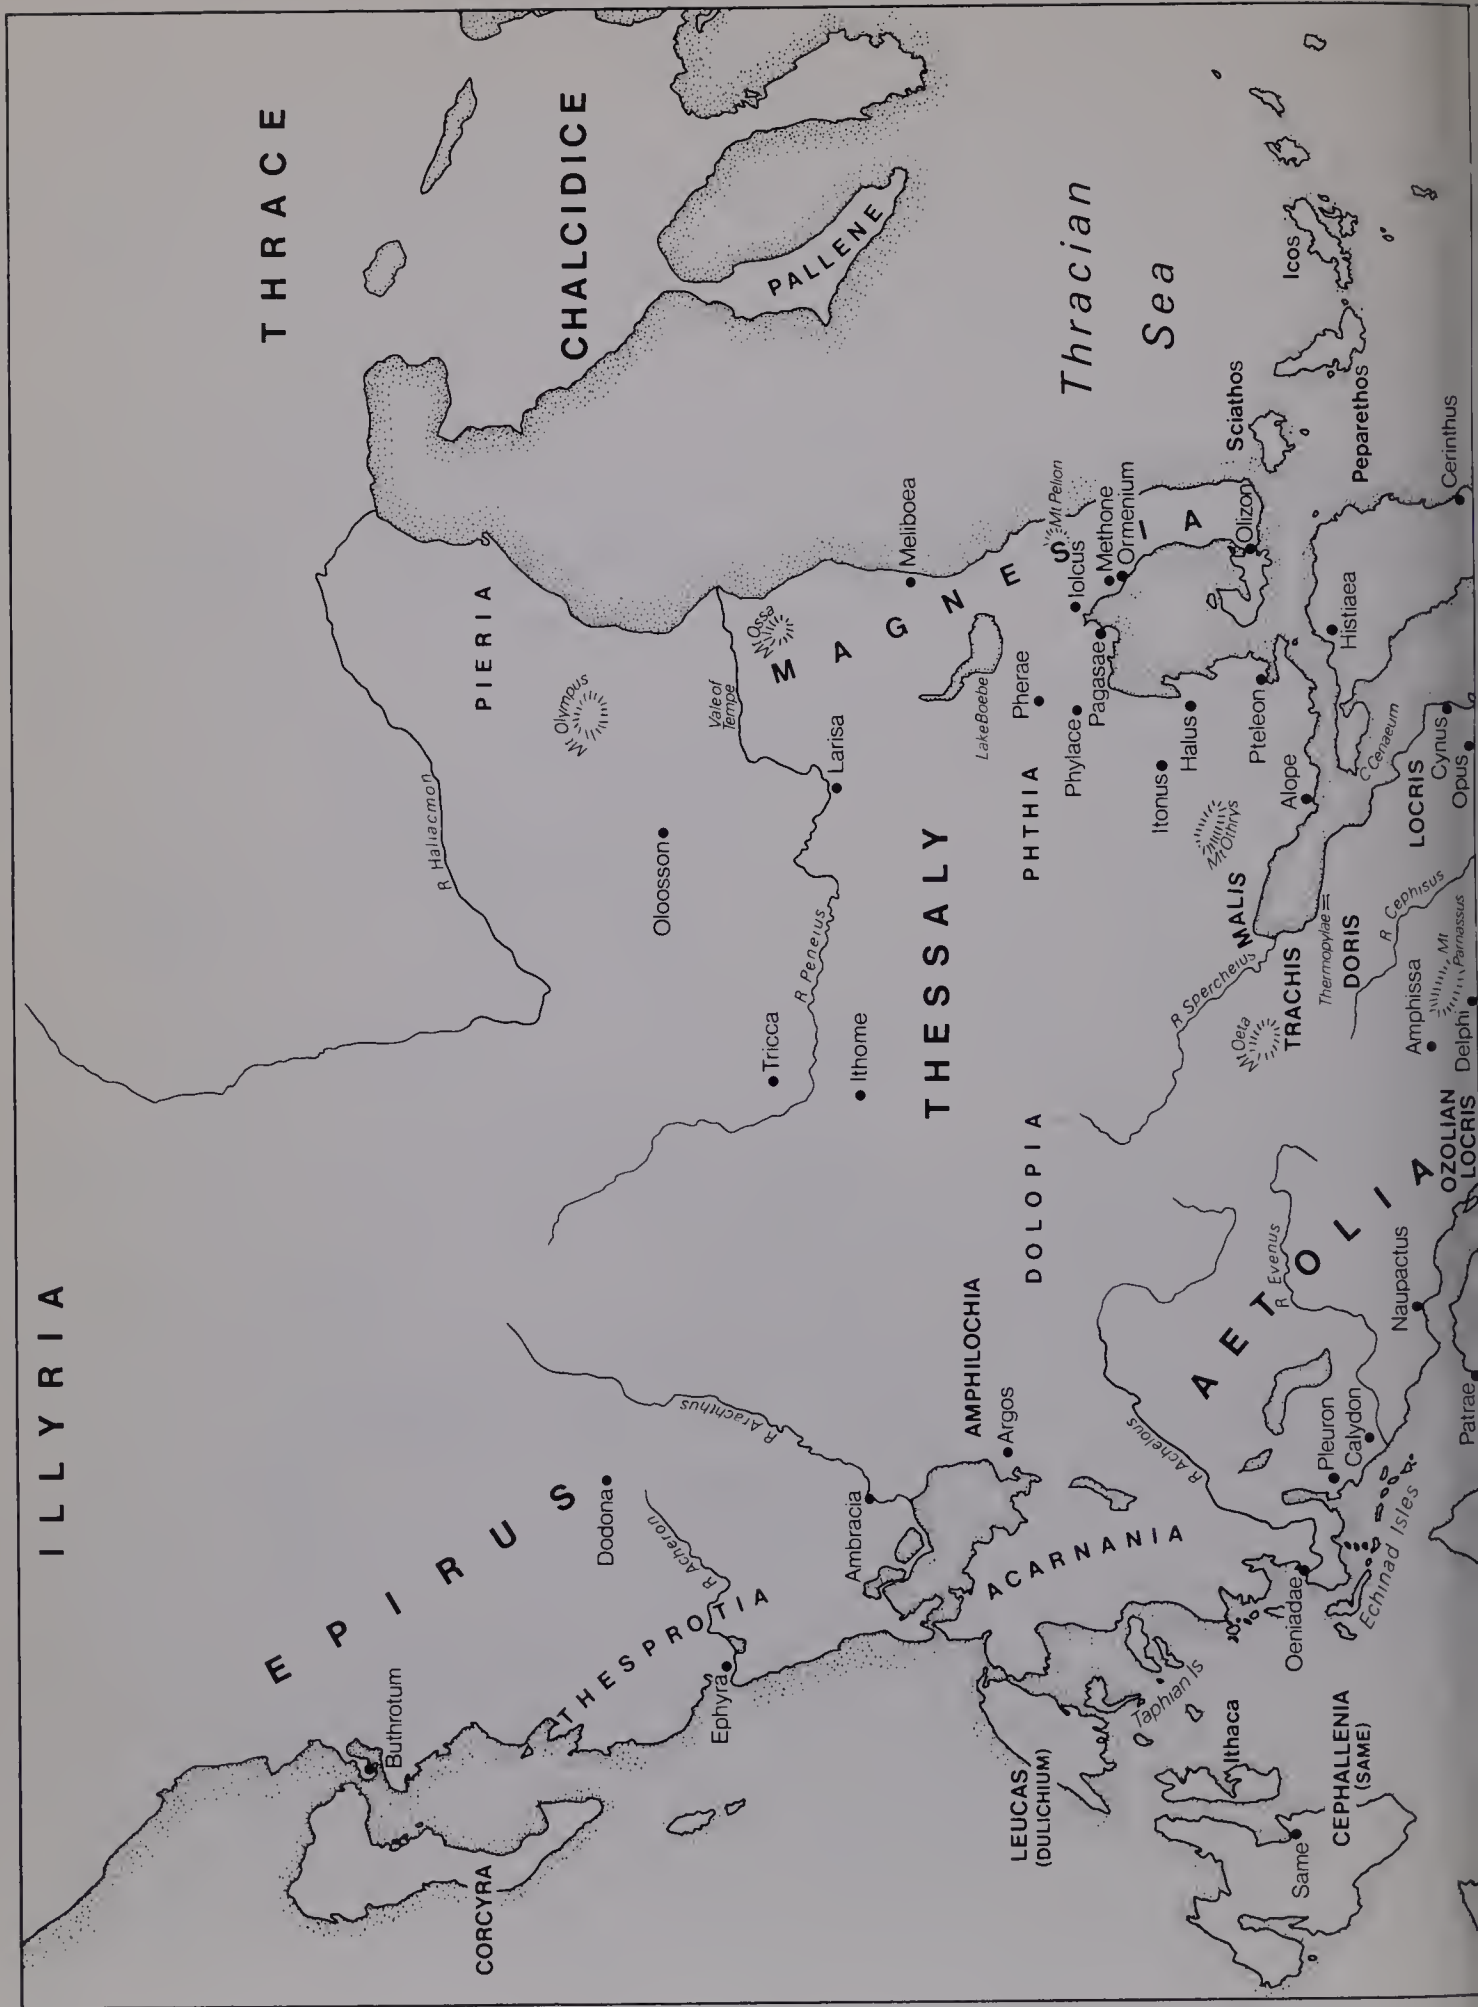 ILLYRIA
THRACE
EPIRUS
CHALCIDICE
PIERIA
R Haliacmon
Mt Olympus
PALLENE
Buthrotum
CORCYRA
Dodona
R Arachthus
R Acheron
THESPROTIA
Ephyra
Oloosson
Vale of
Tempe
Mt Ossa
Larisa
R Peneius
Tricca
Ithome
THESSALY
MAGNESIA
Meliboea
Lake Boebe
Pherae
Thracian
Sea
Ambracia
AMPHILOCHIA
Argos
DOLOPIA
PHTHIA
Phylace
Pagasae
Iolcus
Mt Pelion
Methone
Ormenium
Itonus
Halus
Pteleon
Olizon
Sciathos
Icos
Peparethos
Mt Othrys
Alope
MALIS
R Spercheius
Mt Oeta
TRACHIS
Thermopylae
DORIS
Histiaea
C Cenaeum
Cerinthus
LOCRIS
Cynus
Opus
R Cephisus
Amphissa
Mt
Parnassus
Delphi
OZOLIAN
LOCRIS
AETOLIA
R Evenus
R Achelous
Naupactus
Pleuron
Calydon
Patrae
ACARNANIA
Oeniadae
Echinad Isles
Taphian Is
LEUCAS
(DULICHIUM)
Ithaca
CEPHALLENIA
(SAME)
Same